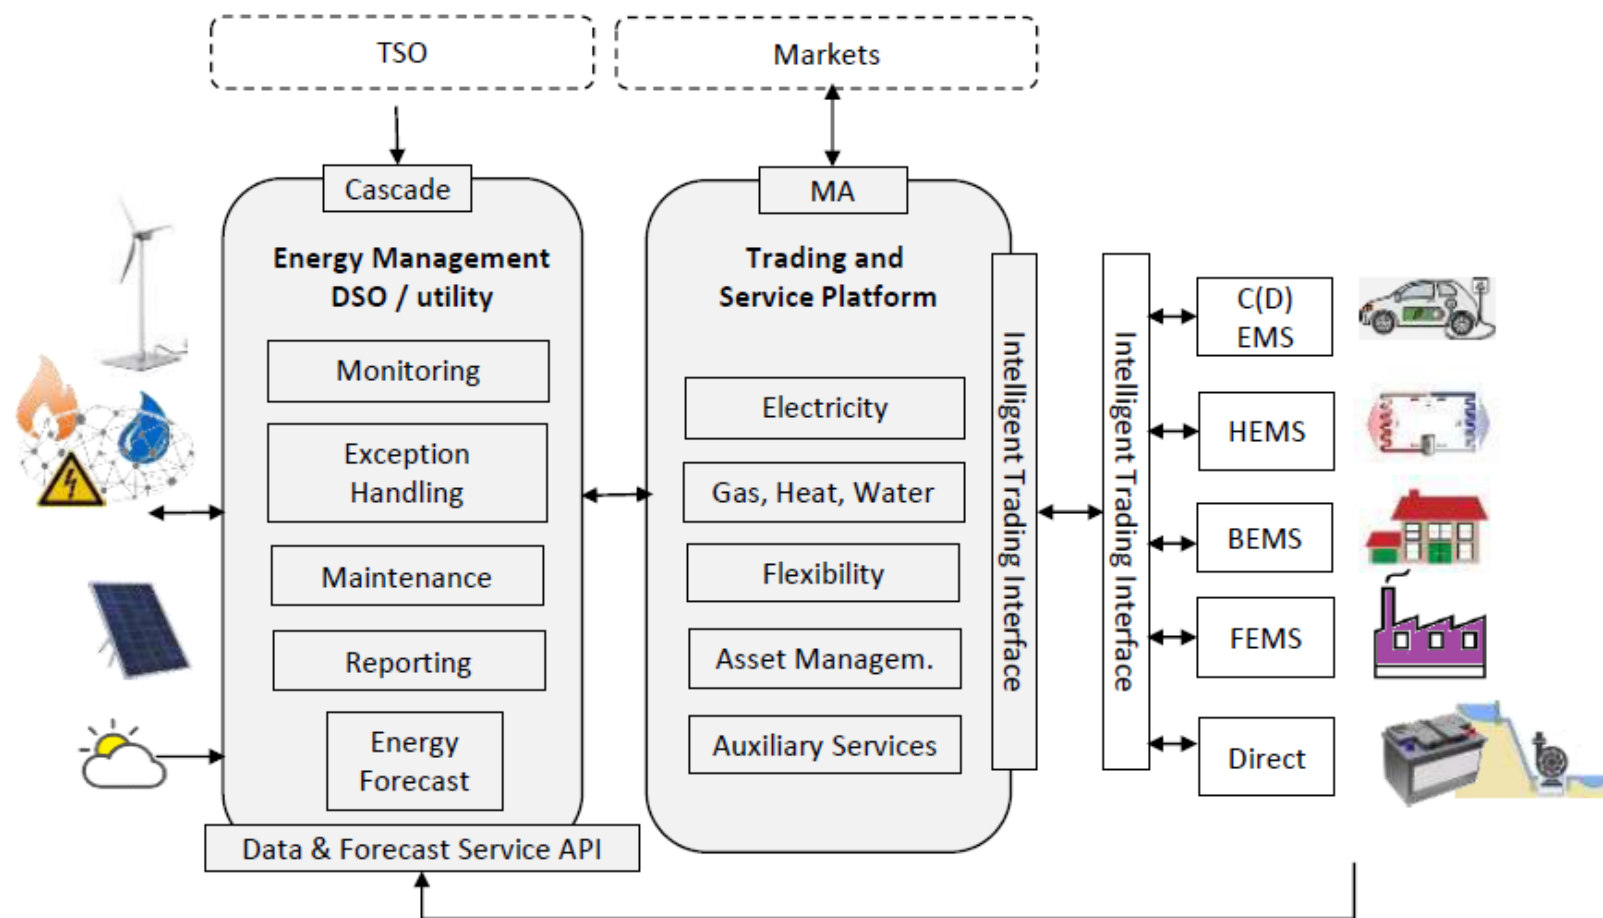 TSO
Markets
Cascade
MA
Energy Management
DSO / utility
Monitoring
Exception
Handling
Maintenance
Reporting
Energy
Forecast
Data & Forecast Service API
Trading and
Service Platform
Electricity
Gas, Heat, Water
Flexibility
Asset Managem.
Auxiliary Services
Intelligent Trading Interface
Intelligent Trading Interface
C(D)
EMS
HEMS
BEMS
FEMS
Direct